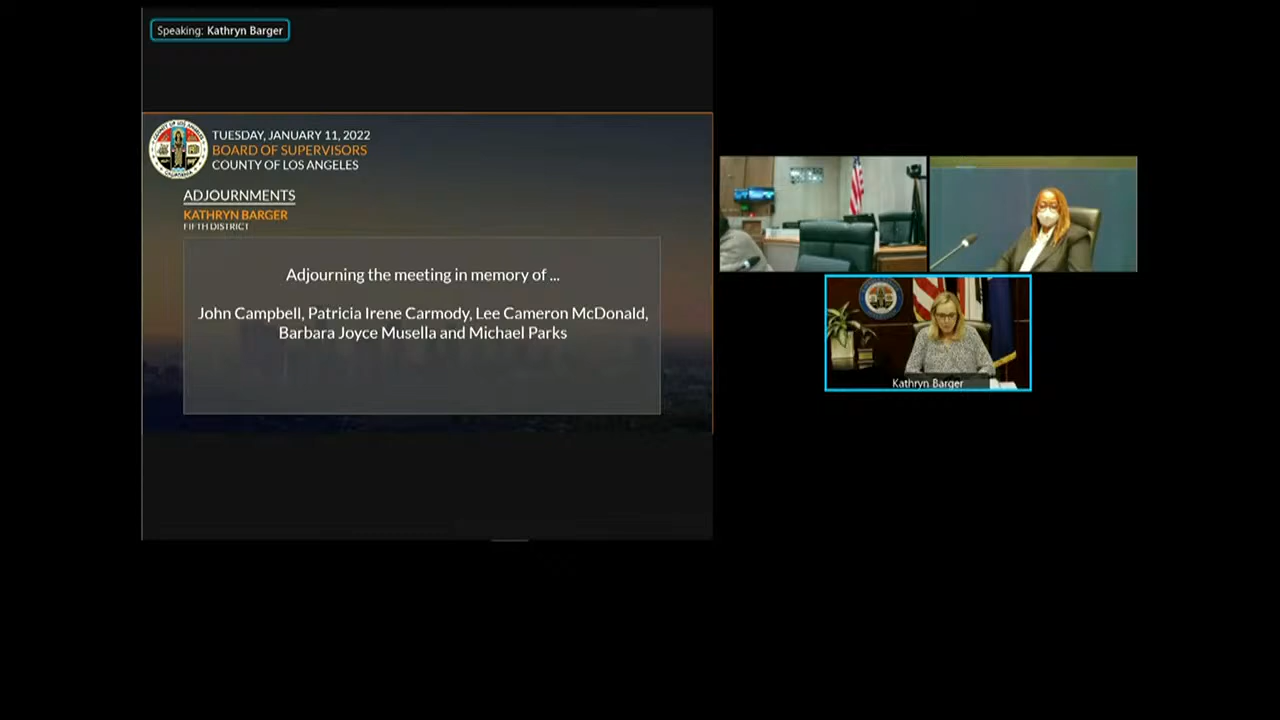 Speaking: Kathryn Barger
TUESDAY, JANUARY 11, 2022
BOARD OF SUPERVISORS
COUNTY OF LOS ANGELES
ADJOURNMENTS
KATHRYN BARGER
FIFTH DISTRICT
Adjourning the meeting in memory of ...
John Campbell, Patricia Irene Carmody, Lee Cameron McDonald,
Barbara Joyce Musella and Michael Parks
Kathryn Barger